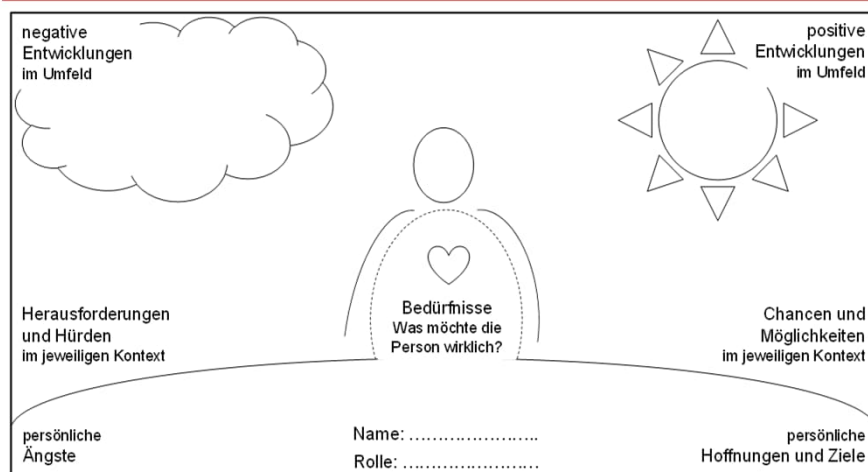 negative
Entwicklungen
im Umfeld
positive
Entwicklungen
im Umfeld
Bedürfnisse
Was möchte die
Person wirklich?
Herausforderungen
und Hürden
im jeweiligen Kontext
Chancen und
Möglichkeiten
im jeweiligen Kontext
persönliche
Ängste
Name: ......................
Rolle: .......................
persönliche
Hoffnungen und Ziele